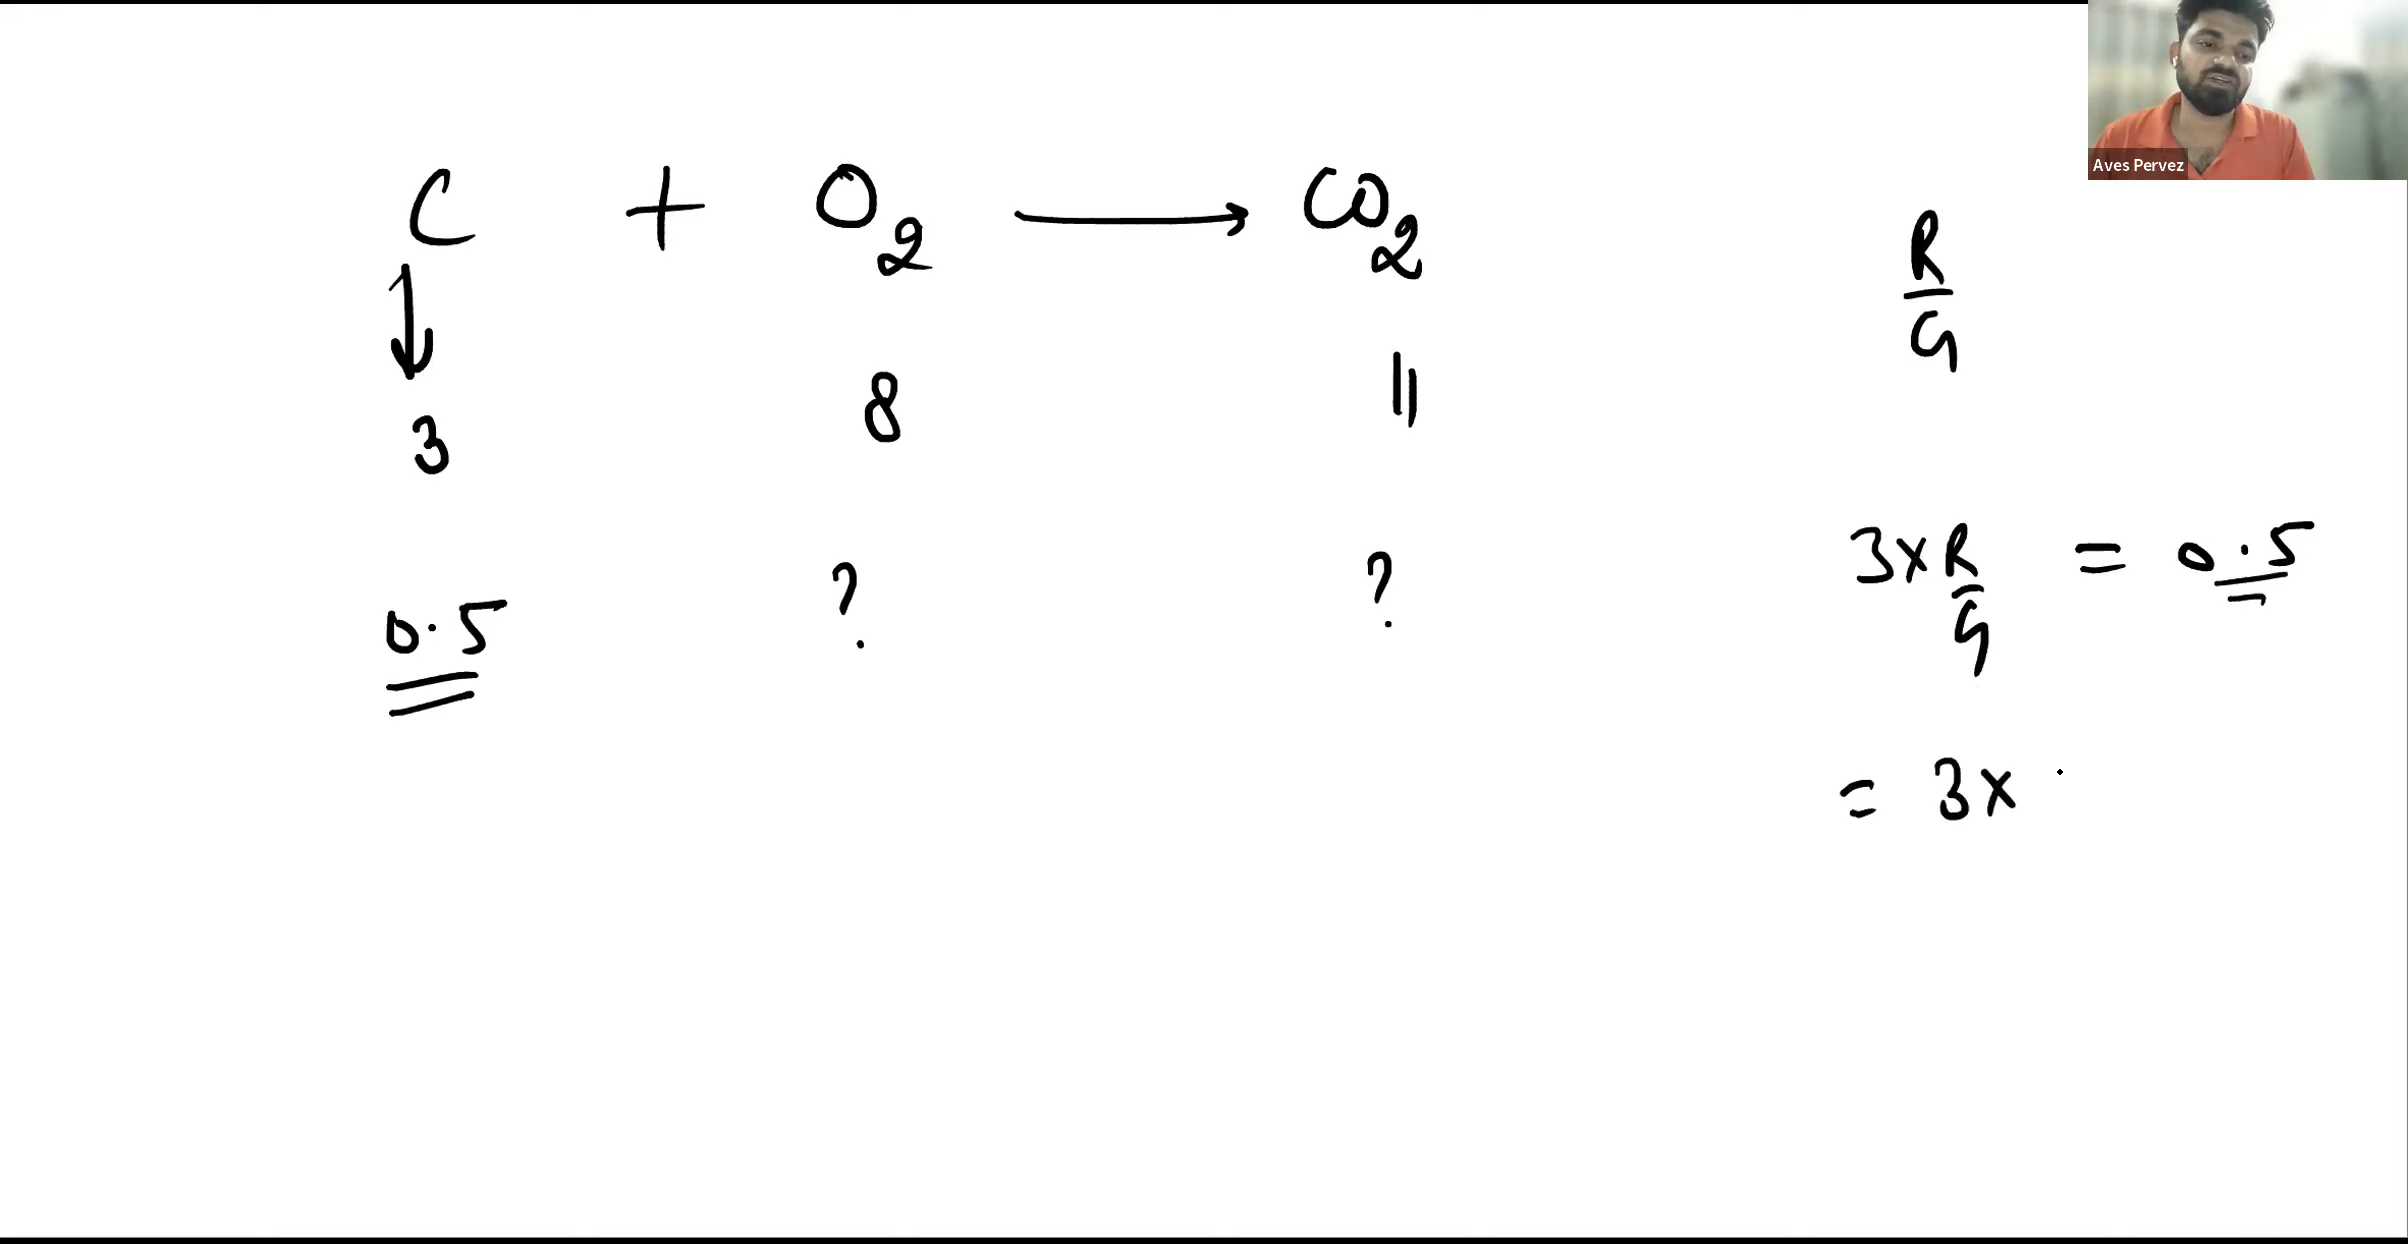 Aves Pervez
C + O2 → CO2
R/G
3 8 11
3×R/G = 0.5
0.5 ? ?
= 3×